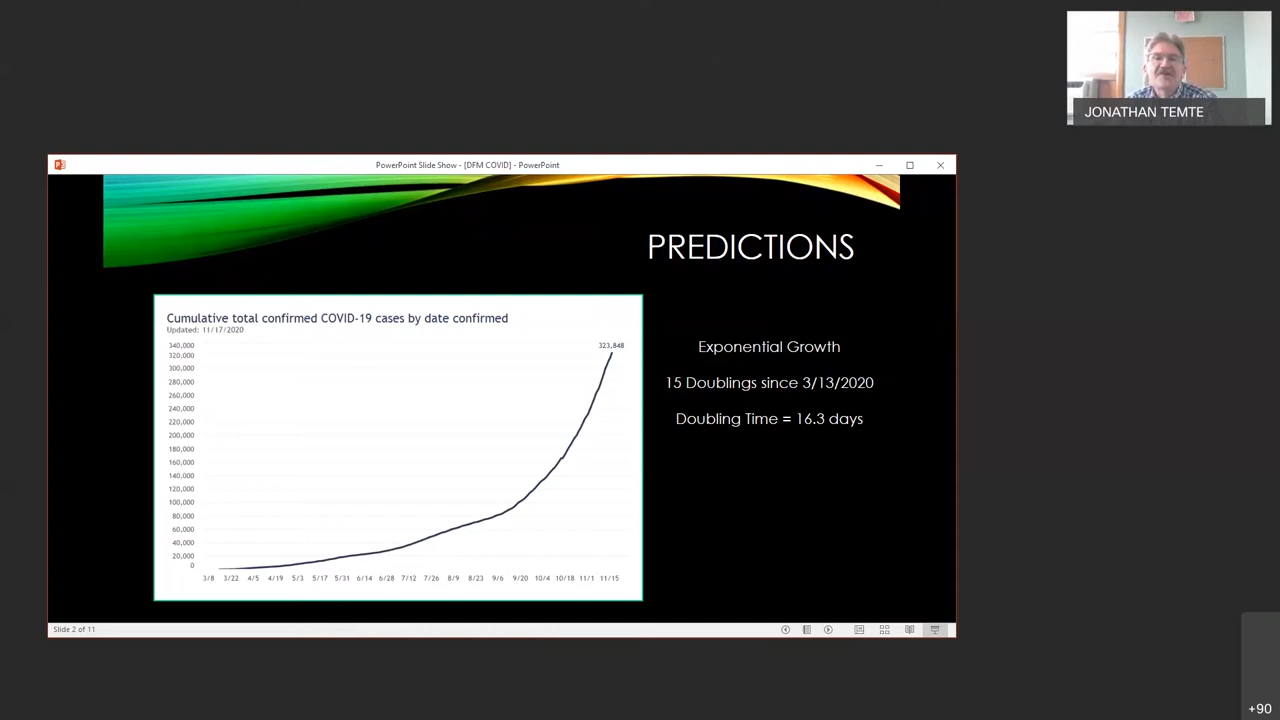 JONATHAN TEMTE
PowerPoint Slide Show - [DFM COVID] - PowerPoint
PREDICTIONS
Cumulative total confirmed COVID-19 cases by date confirmed
Updated: 11/17/2020
323,848
340,000
320,000
300,000
280,000
260,000
240,000
220,000
200,000
180,000
160,000
140,000
120,000
100,000
80,000
60,000
40,000
20,000
0
3/8 3/22 4/5 4/19 5/3 5/17 5/31 6/14 6/28 7/12 7/26 8/9 8/23 9/6 9/20 10/4 10/18 11/1 11/15
Exponential Growth
15 Doublings since 3/13/2020
Doubling Time = 16.3 days
Slide 2 of 11
+90